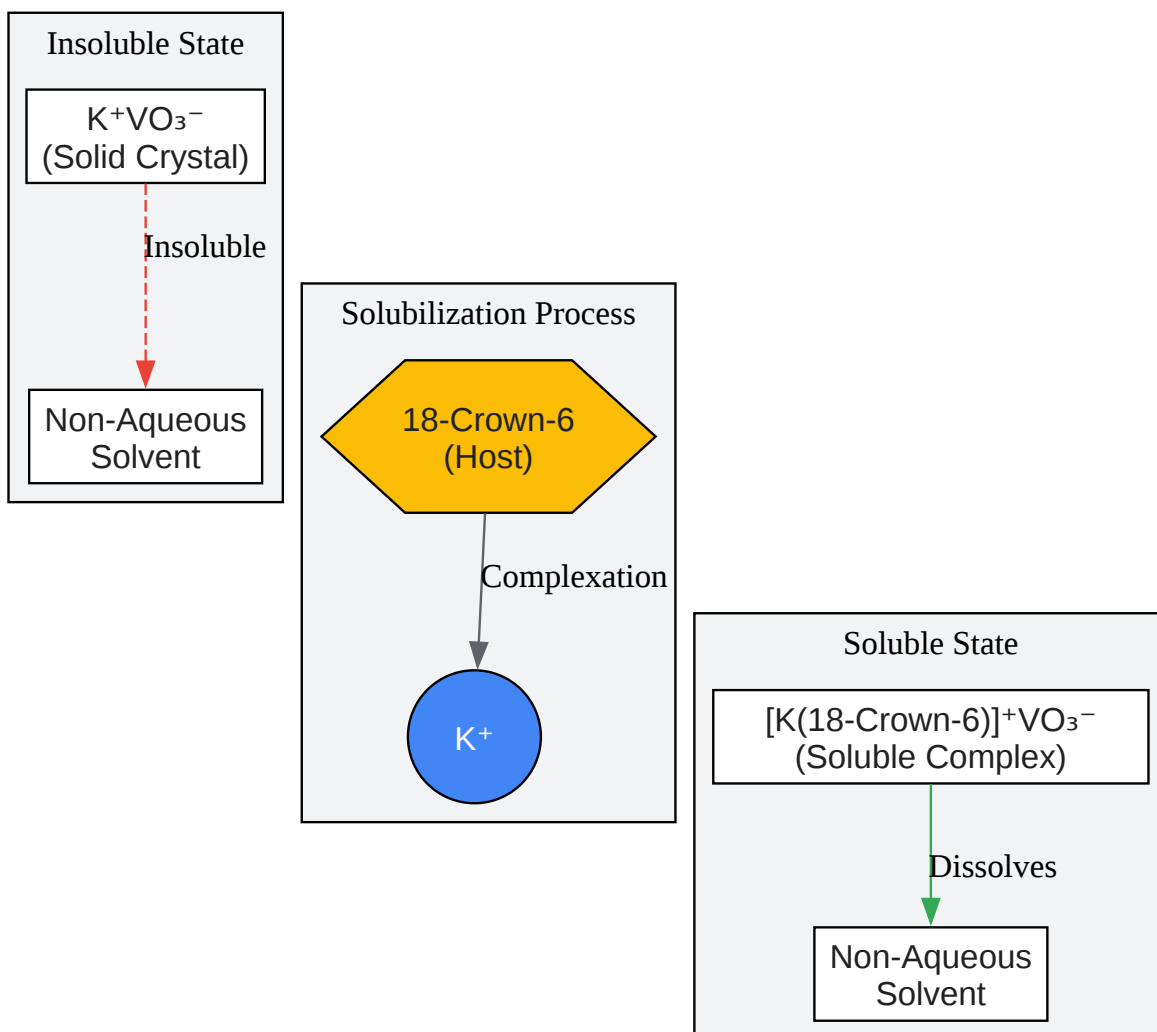 Insoluble State
K⁺VO₃⁻
(Solid Crystal)
Insoluble
Non-Aqueous
Solvent
Solubilization Process
18-Crown-6
(Host)
Complexation
K⁺
Soluble State
[K(18-Crown-6)]⁺VO₃⁻
(Soluble Complex)
Dissolves
Non-Aqueous
Solvent